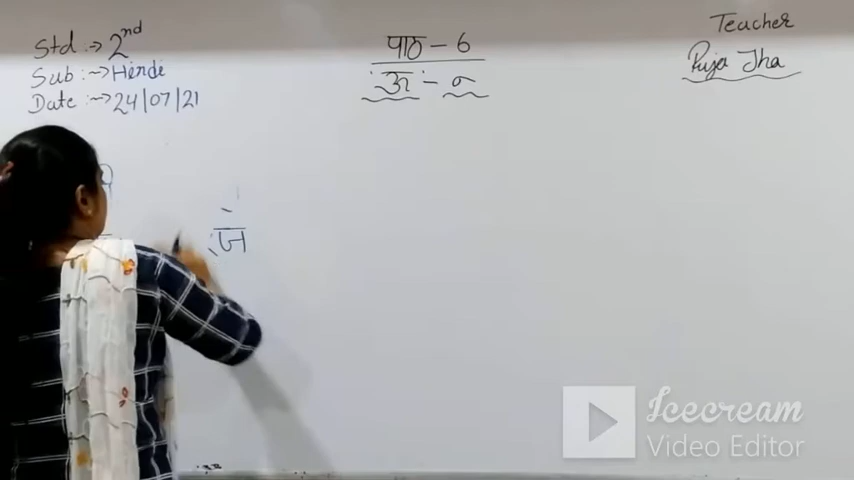 Std :→ 2nd
Sub :→ Hindi
Date :→ 24/07/21
पाठ - 6
Teacher
Puja Jha
ज
Icecream
Video Editor